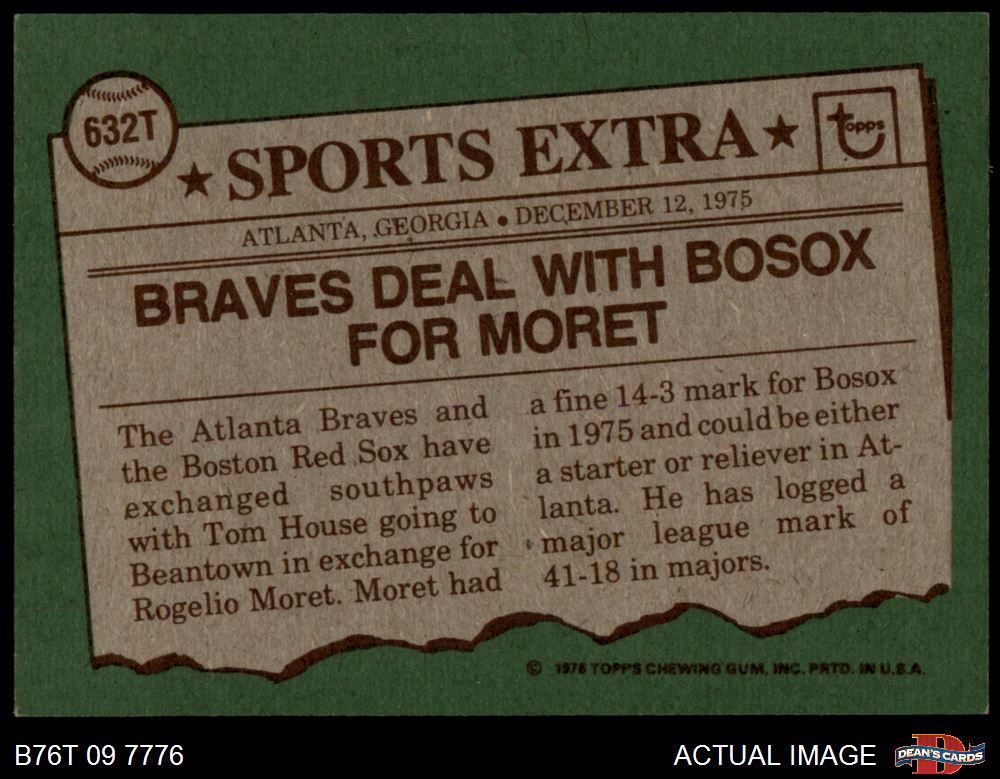 632T
★ SPORTS EXTRA ★
topps
ATLANTA, GEORGIA • DECEMBER 12, 1975
BRAVES DEAL WITH BOSOX
FOR MORET
The Atlanta Braves and
the Boston Red Sox have
exchanged southpaws
with Tom House going to
Beantown in exchange for
Rogelio Moret. Moret had
a fine 14-3 mark for Bosox
in 1975 and could be either
a starter or reliever in At-
lanta. He has logged a
major league mark of
41-18 in majors.
© 1976 TOPPS CHEWING GUM, INC. PRTD. IN U.S.A.
B76T 09 7776
ACTUAL IMAGE
D
DEAN'S CARDS